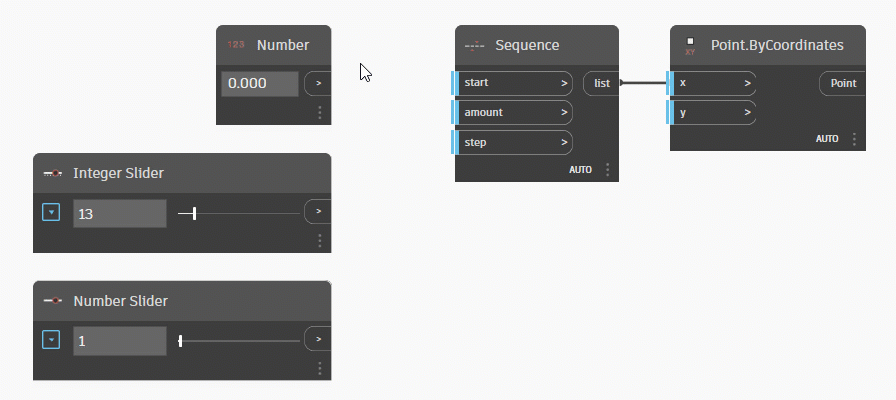 123 Number
0.000 >
Integer Slider
13 >
Number Slider
1 >
Sequence
start > list
amount >
step >
AUTO
XY Point.ByCoordinates
x > Point
y >
AUTO